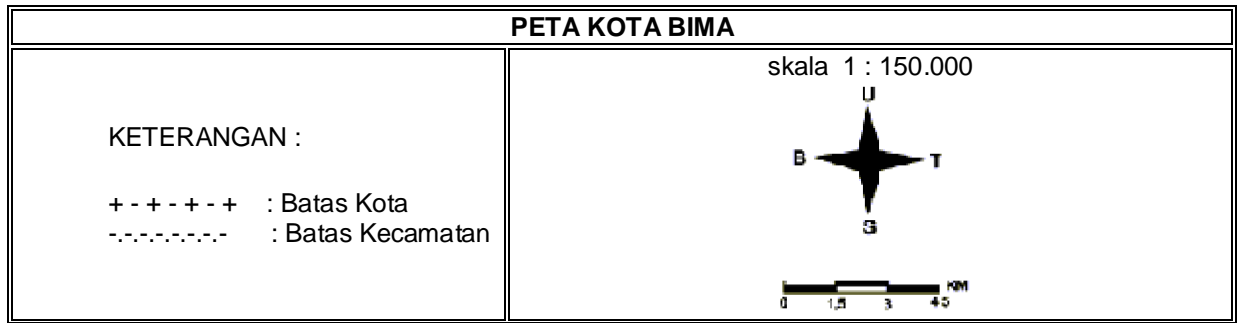 PETA KOTA BIMA
KETERANGAN :
+ - + - + - + : Batas Kota
-.-.-.-.-.-.-.- : Batas Kecamatan
skala 1 : 150.000
U
B T
S
KM
0 1,5 3 4,5